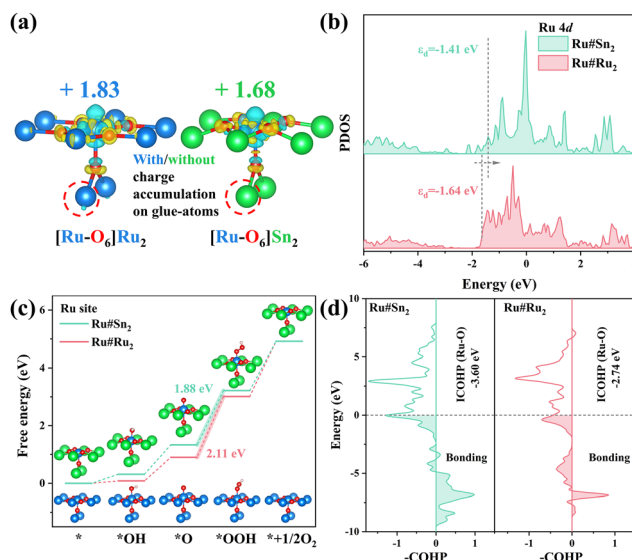 (a)
+ 1.83
+ 1.68
With/without
charge
accumulation
on glue-atoms
[Ru-O₆]Ru₂
[Ru-O₆]Sn₂
(b)
Ru 4d
Ru#Sn₂
Ru#Ru₂
εd=-1.41 eV
εd=-1.64 eV
PDOS
-6 -4 -2 0 2
Energy (eV)
(c)
Ru site
Ru#Sn₂
Ru#Ru₂
1.88 eV
2.11 eV
Free energy (eV)
6
3
0
* *OH *O *OOH *+1/2O₂
(d)
Ru#Sn₂
Ru#Ru₂
ICOHP (Ru-O)
-3.60 eV
ICOHP (Ru-O)
-2.74 eV
Bonding
Bonding
Energy (eV)
10
5
0
-5
-10
-1 0 1 -1 0 1
-COHP
-COHP